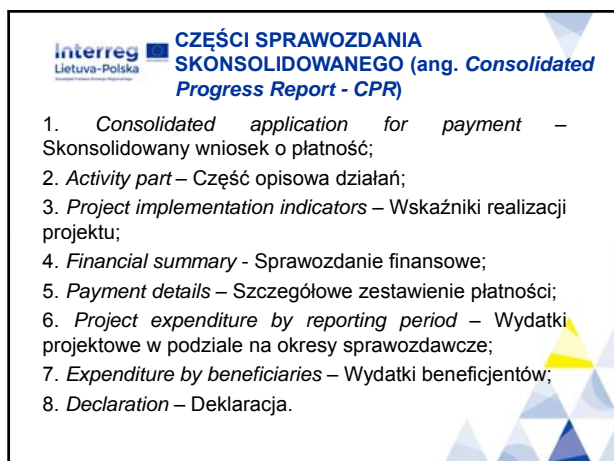 Interreg
Lietuva-Polska
CZĘŚCI SPRAWOZDANIA
SKONSOLIDOWANEGO (ang. Consolidated
Progress Report - CPR)
1. Consolidated application for payment –
Skonsolidowany wniosek o płatność;
2. Activity part – Część opisowa działań;
3. Project implementation indicators – Wskaźniki realizacji
projektu;
4. Financial summary - Sprawozdanie finansowe;
5. Payment details – Szczegółowe zestawienie płatności;
6. Project expenditure by reporting period – Wydatki
projektowe w podziale na okresy sprawozdawcze;
7. Expenditure by beneficiaries – Wydatki beneficjentów;
8. Declaration – Deklaracja.